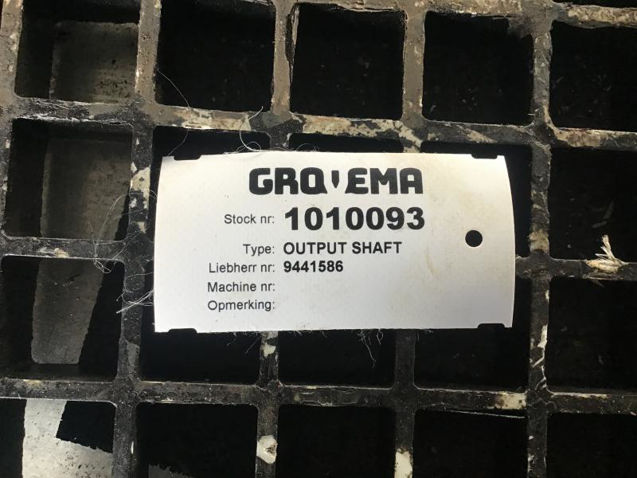 GROVEMA
Stock nr: 1010093
Type: OUTPUT SHAFT
Liebherr nr: 9441586
Machine nr:
Opmerking: